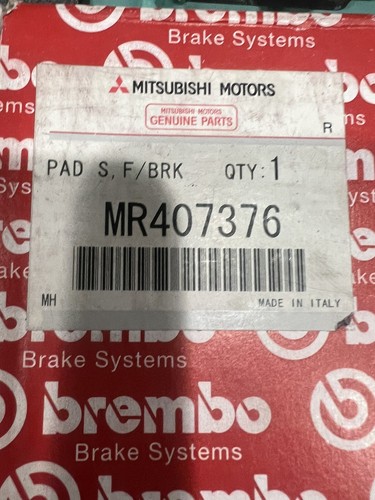 brembo
Brake Systems
MITSUBISHI MOTORS
MITSUBISHI MOTORS
GENUINE PARTS
R
PAD S, F/BRK QTY:1
MR407376
MH
MADE IN ITALY
Brake Systems
brembo
Brake Systems